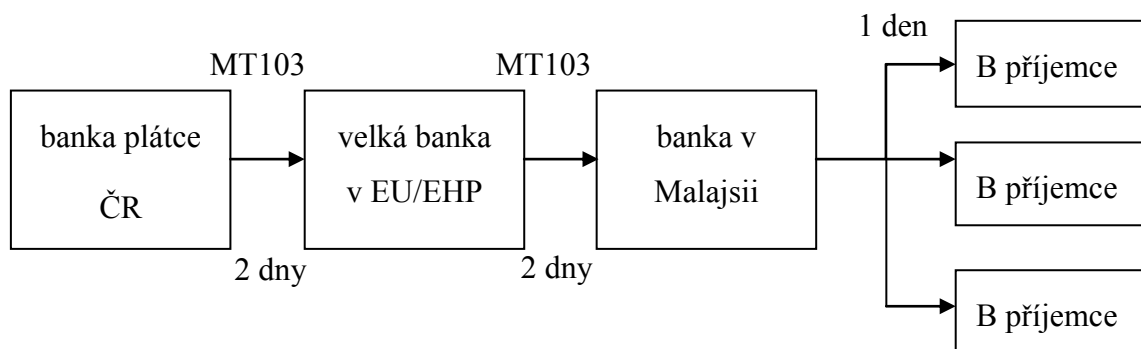 1 den
MT103
MT103
B příjemce
banka plátce
ČR
velká banka
v EU/EHP
banka v
Malajsii
B příjemce
2 dny
2 dny
B příjemce